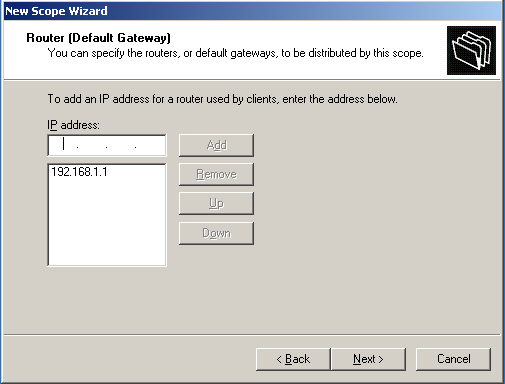 New Scope Wizard
Router (Default Gateway)
You can specify the routers, or default gateways, to be distributed by this scope.
To add an IP address for a router used by clients, enter the address below.
IP address:
. . .
Add
192.168.1.1
Remove
Up
Down
< Back
Next >
Cancel